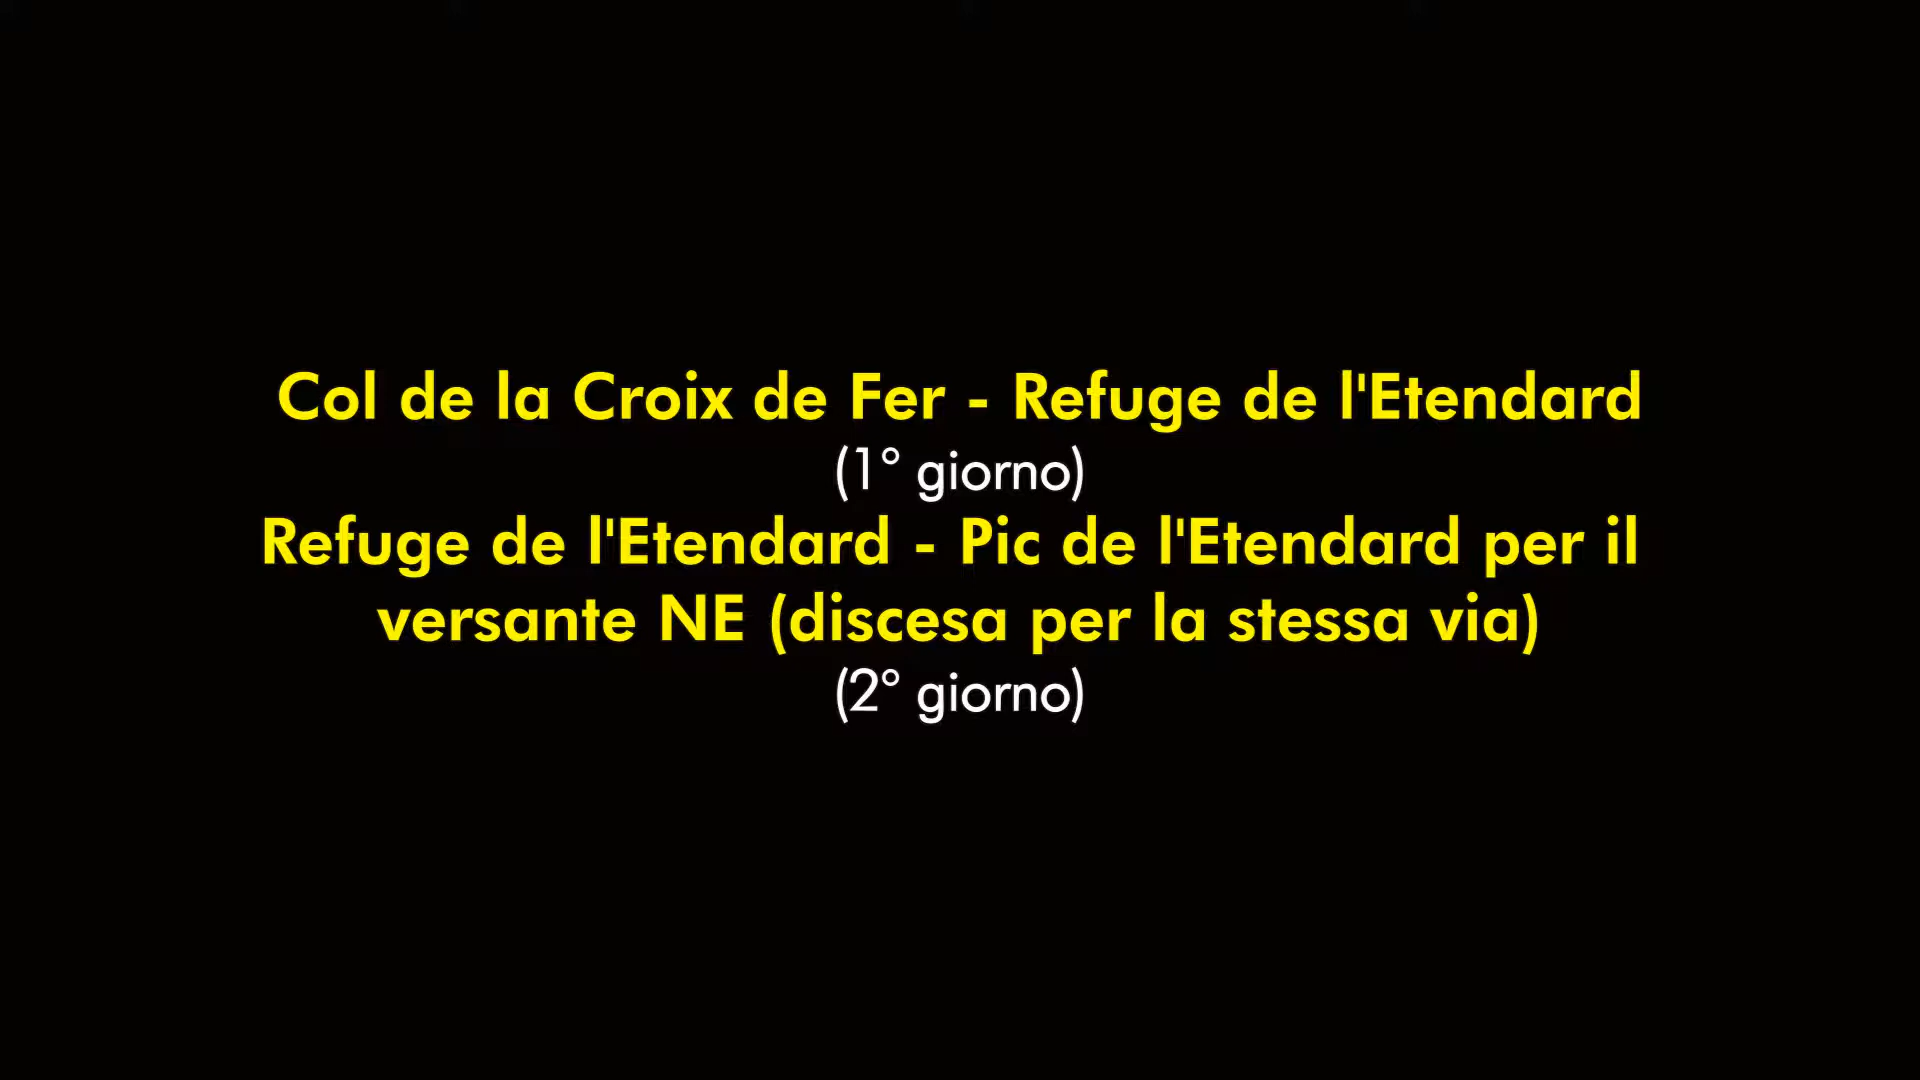 Col de la Croix de Fer - Refuge de l'Etendard
(1° giorno)
Refuge de l'Etendard - Pic de l'Etendard per il
versante NE (discesa per la stessa via)
(2° giorno)